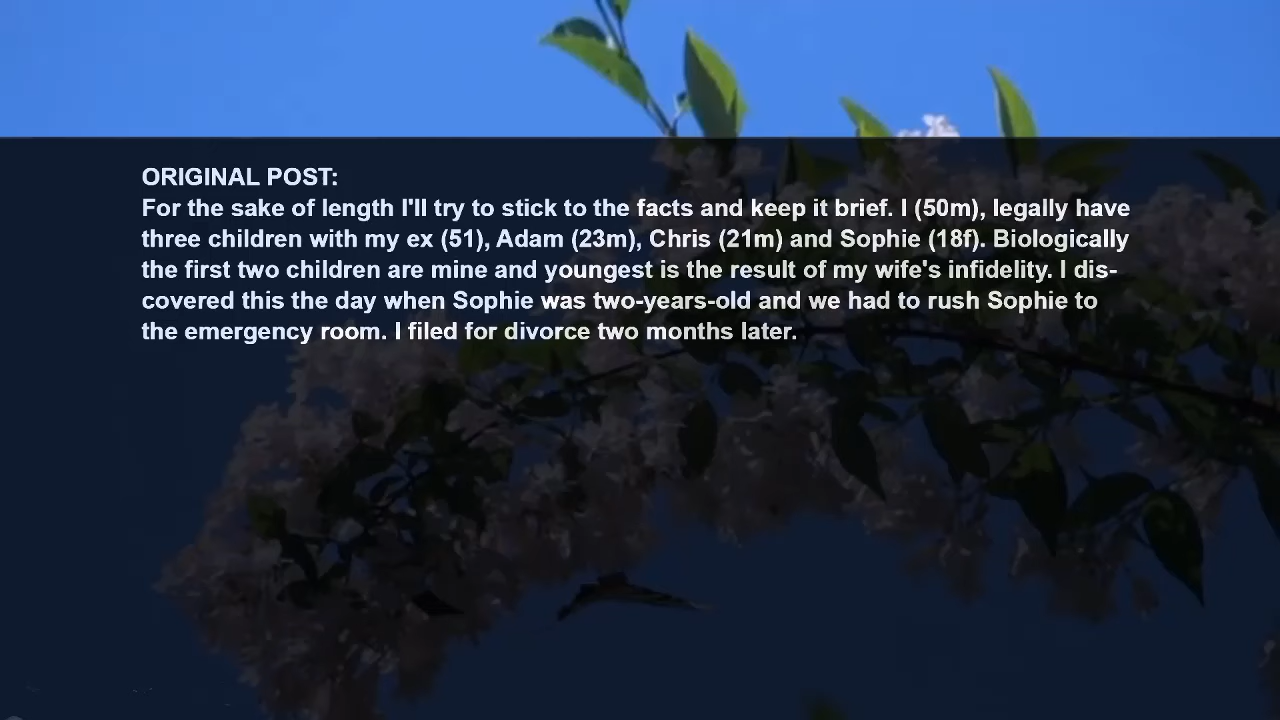 ORIGINAL POST:
For the sake of length I'll try to stick to the facts and keep it brief. I (50m), legally have
three children with my ex (51), Adam (23m), Chris (21m) and Sophie (18f). Biologically
the first two children are mine and youngest is the result of my wife's infidelity. I dis-
covered this the day when Sophie was two-years-old and we had to rush Sophie to
the emergency room. I filed for divorce two months later.